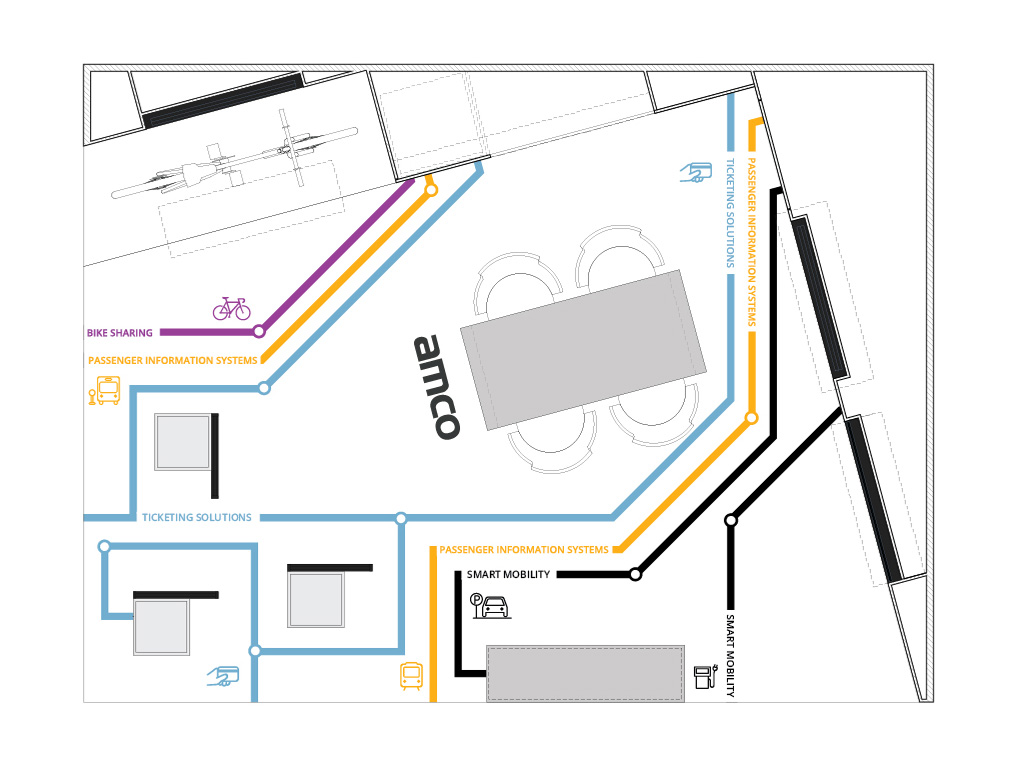 TICKETING SOLUTIONS
PASSENGER INFORMATION SYSTEMS
BIKE SHARING
PASSENGER INFORMATION SYSTEMS
amco
TICKETING SOLUTIONS
PASSENGER INFORMATION SYSTEMS
SMART MOBILITY
P
SMART MOBILITY